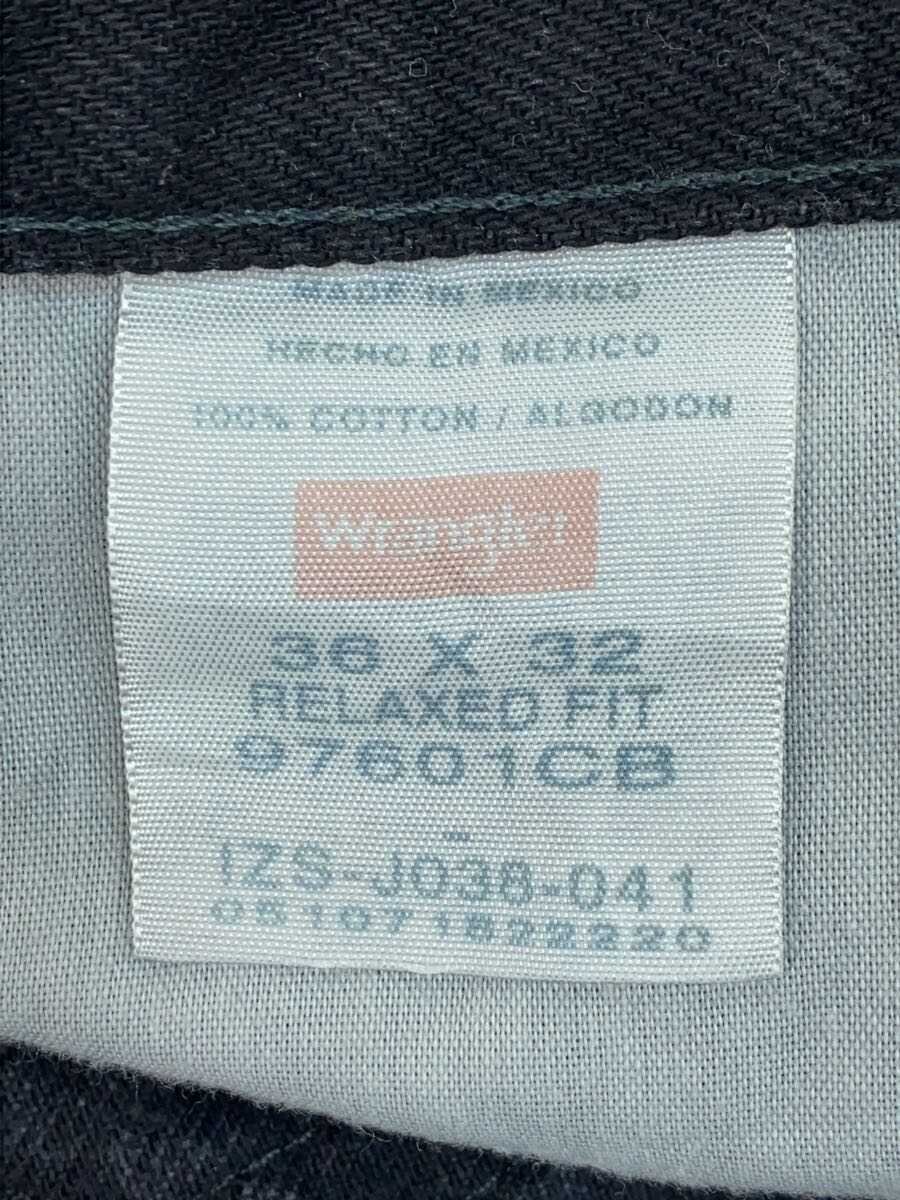 MADE IN MEXICO
HECHO EN MEXICO
100% COTTON / ALGODON
Wrangler
36 X 32
RELAXED FIT
97601CB
IZS-J038-041
051071822220